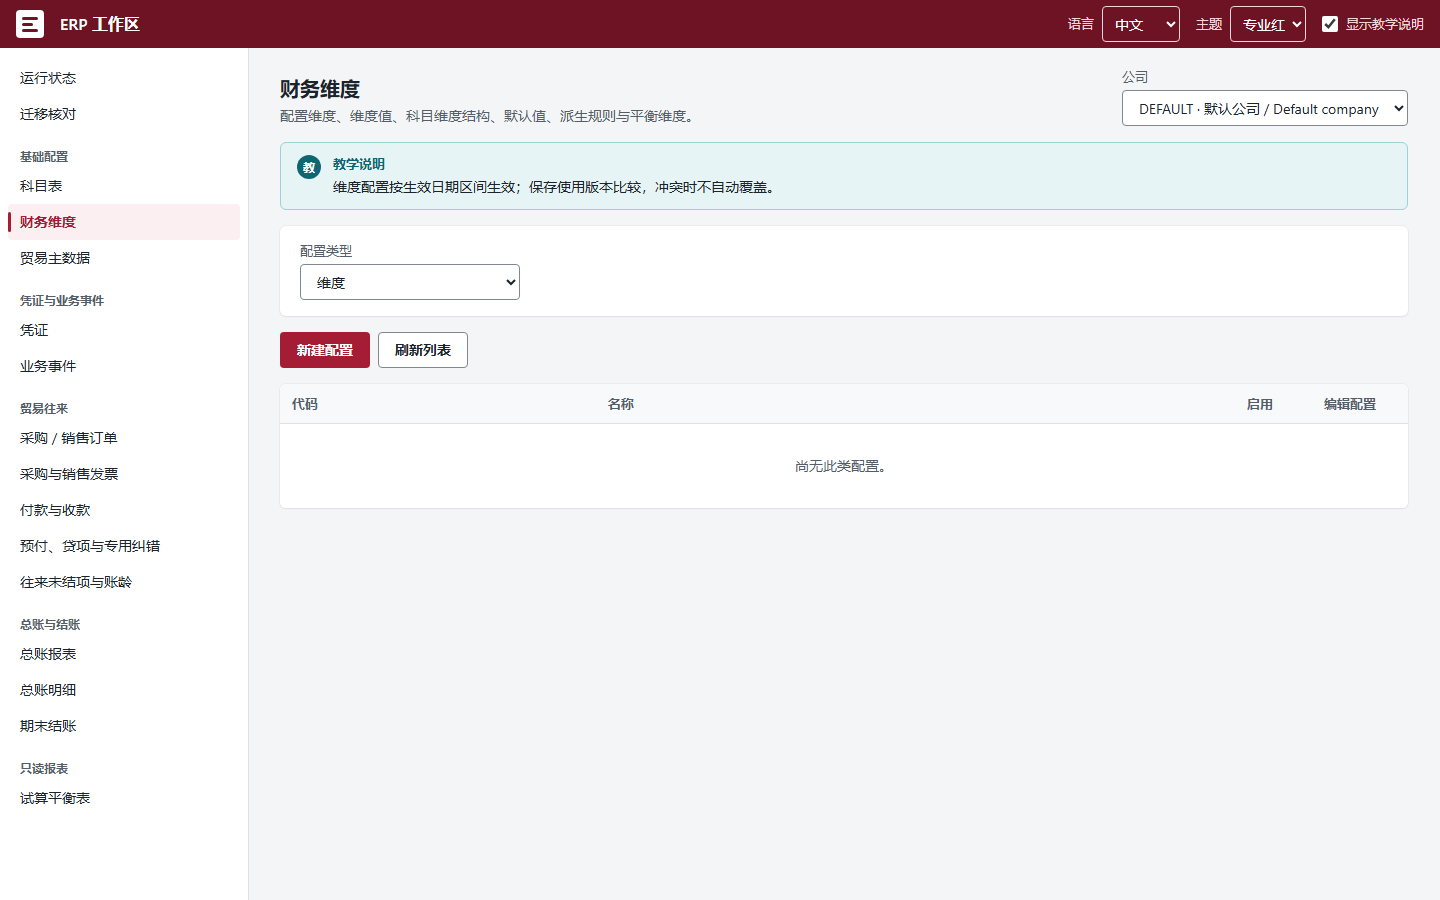 ERP 工作区
语言 中文 主题 专业红 显示教学说明
运行状态
迁移核对
基础配置
科目表
财务维度
贸易主数据
凭证与业务事件
凭证
业务事件
贸易往来
采购 / 销售订单
采购与销售发票
付款与收款
预付、贷项与专用纠错
往来未结项与账龄
总账与结账
总账报表
总账明细
期末结账
只读报表
试算平衡表
财务维度
配置维度、维度值、科目维度结构、默认值、派生规则与平衡维度。
公司
DEFAULT · 默认公司 / Default company
教 教学说明
维度配置按生效日期区间生效；保存使用版本比较，冲突时不自动覆盖。
配置类型
维度
新建配置 刷新列表
代码 名称 启用 编辑配置
尚无此类配置。